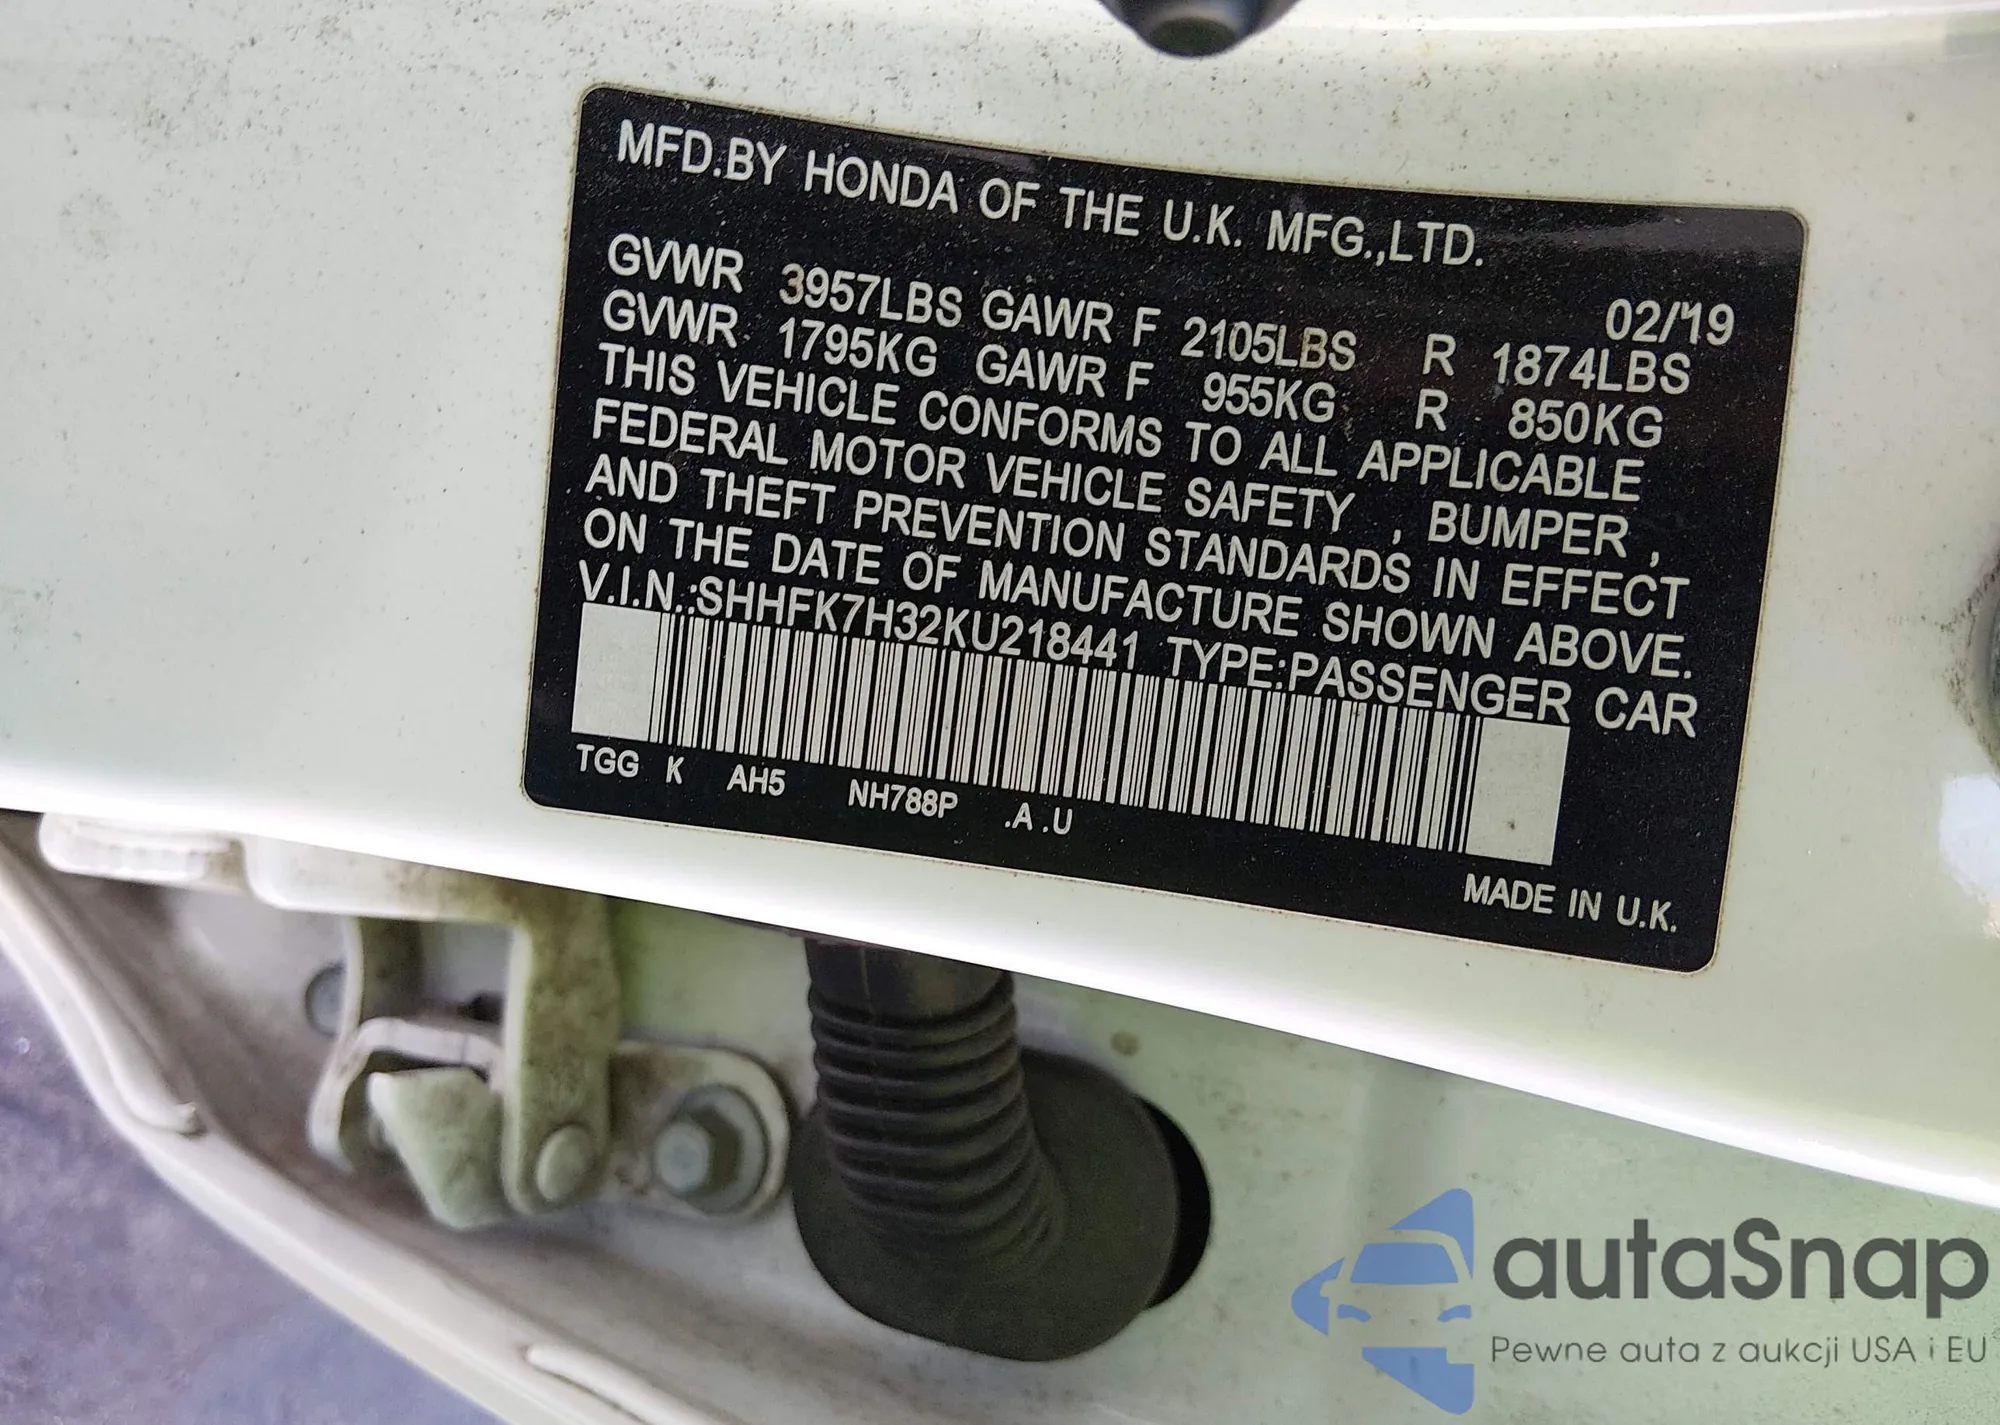 MFD.BY HONDA OF THE U.K. MFG.,LTD.
02/'19
GVWR 3957LBS GAWR F 2105LBS R 1874LBS
GVWR 1795KG GAWR F 955KG R 850KG
THIS VEHICLE CONFORMS TO ALL APPLICABLE
FEDERAL MOTOR VEHICLE SAFETY , BUMPER ,
AND THEFT PREVENTION STANDARDS IN EFFECT
ON THE DATE OF MANUFACTURE SHOWN ABOVE.
V.I.N.:SHHFK7H32KU218441 TYPE:PASSENGER CAR
TGG K AH5 NH788P .A .U
MADE IN U.K.
autaSnap
Pewne auta z aukcji USA i EU